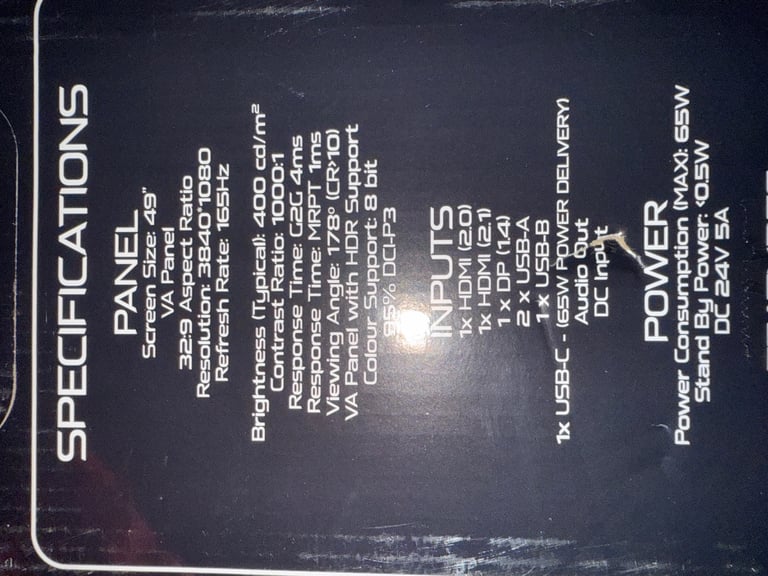 SPECIFICATIONS
PANEL
Screen Size: 49"
VA Panel
32:9 Aspect Ratio
Resolution: 3840*1080
Refresh Rate: 165Hz
Brightness (Typical): 400 cd/m²
Contrast Ratio: 1000:1
Response Time: G2G 4ms
Response Time: MRPT 1ms
Viewing Angle: 178° (CR>10)
VA Panel with HDR Support
Colour Support: 8 bit
95% DCI-P3
INPUTS
1x HDMI (2.0)
1x HDMI (2.1)
1 x DP (1.4)
2 x USB-A
1 x USB-B
1x USB-C - (65W POWER DELIVERY)
Audio Out
DC Input
POWER
Power Consumption (MAX): 65W
Stand By Power: <0.5W
DC 24V 5A